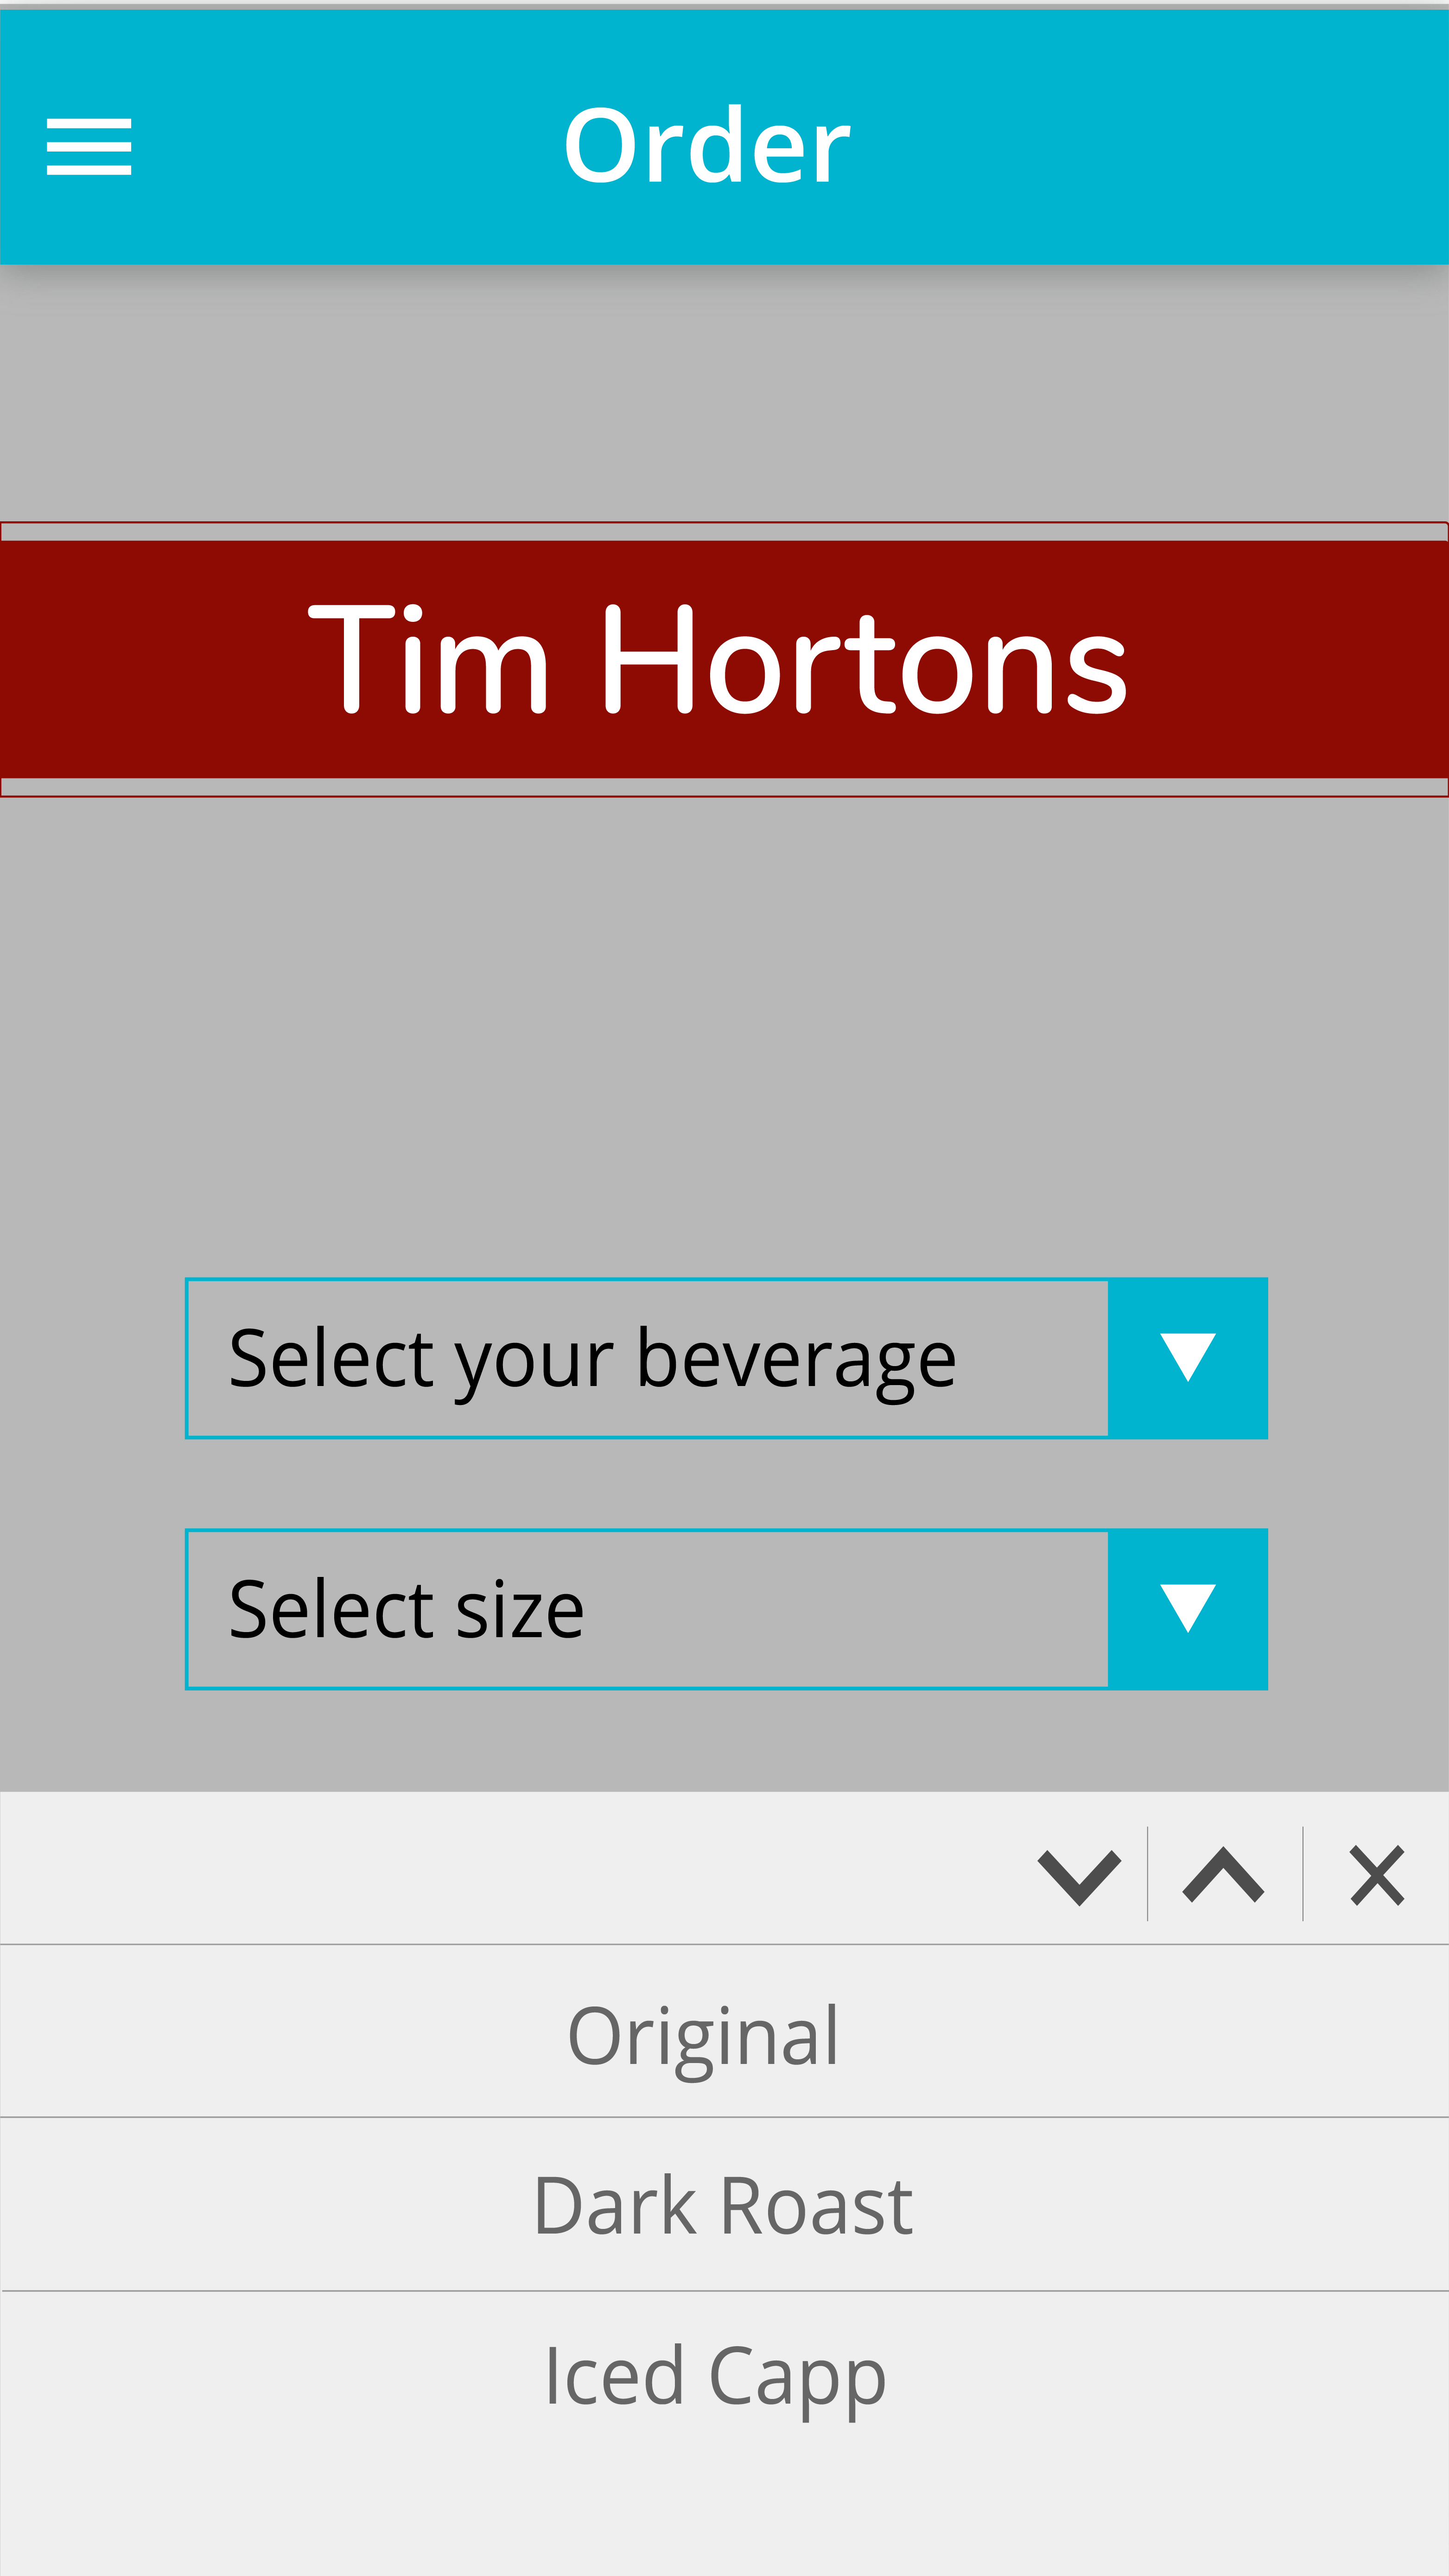 Order
Tim Hortons
Select your beverage
Select size
Original
Dark Roast
Iced Capp